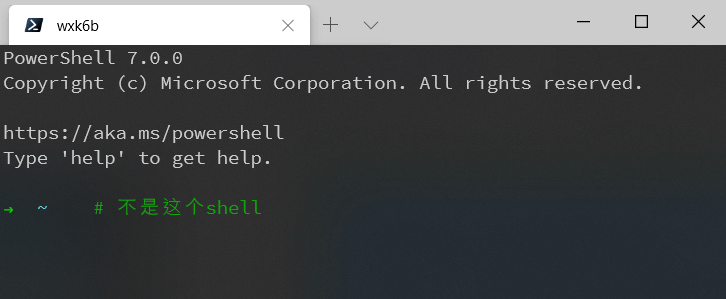 wxk6b
PowerShell 7.0.0
Copyright (c) Microsoft Corporation. All rights reserved.
https://aka.ms/powershell
Type 'help' to get help.
→ ~ # 不是这个shell